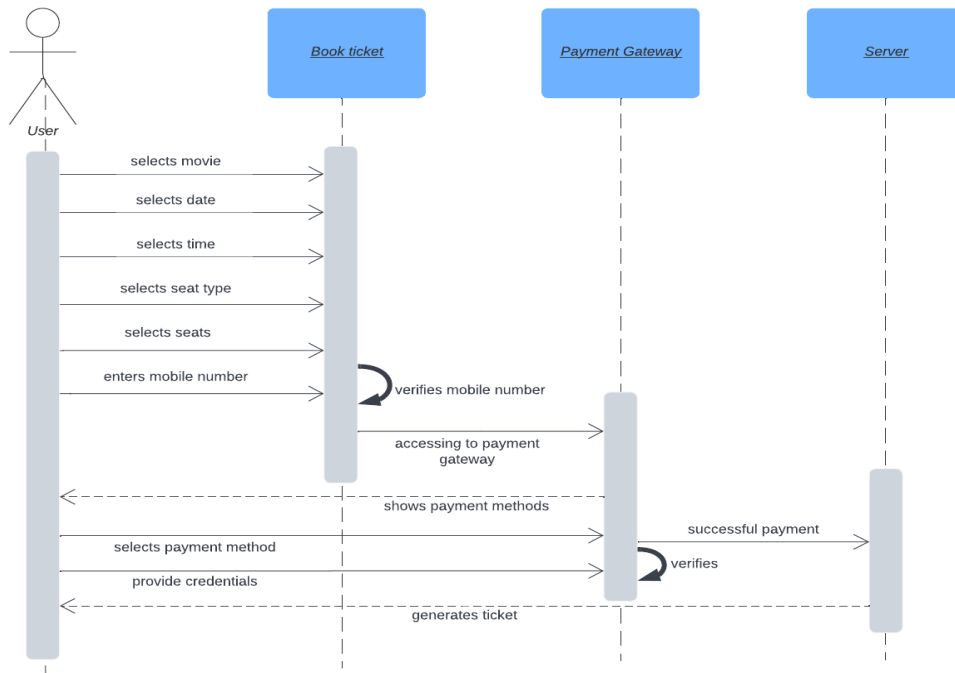 Book ticket
Payment Gateway
Server
User
selects movie
selects date
selects time
selects seat type
selects seats
enters mobile number
verifies mobile number
accessing to payment
gateway
shows payment methods
successful payment
selects payment method
verifies
provide credentials
generates ticket